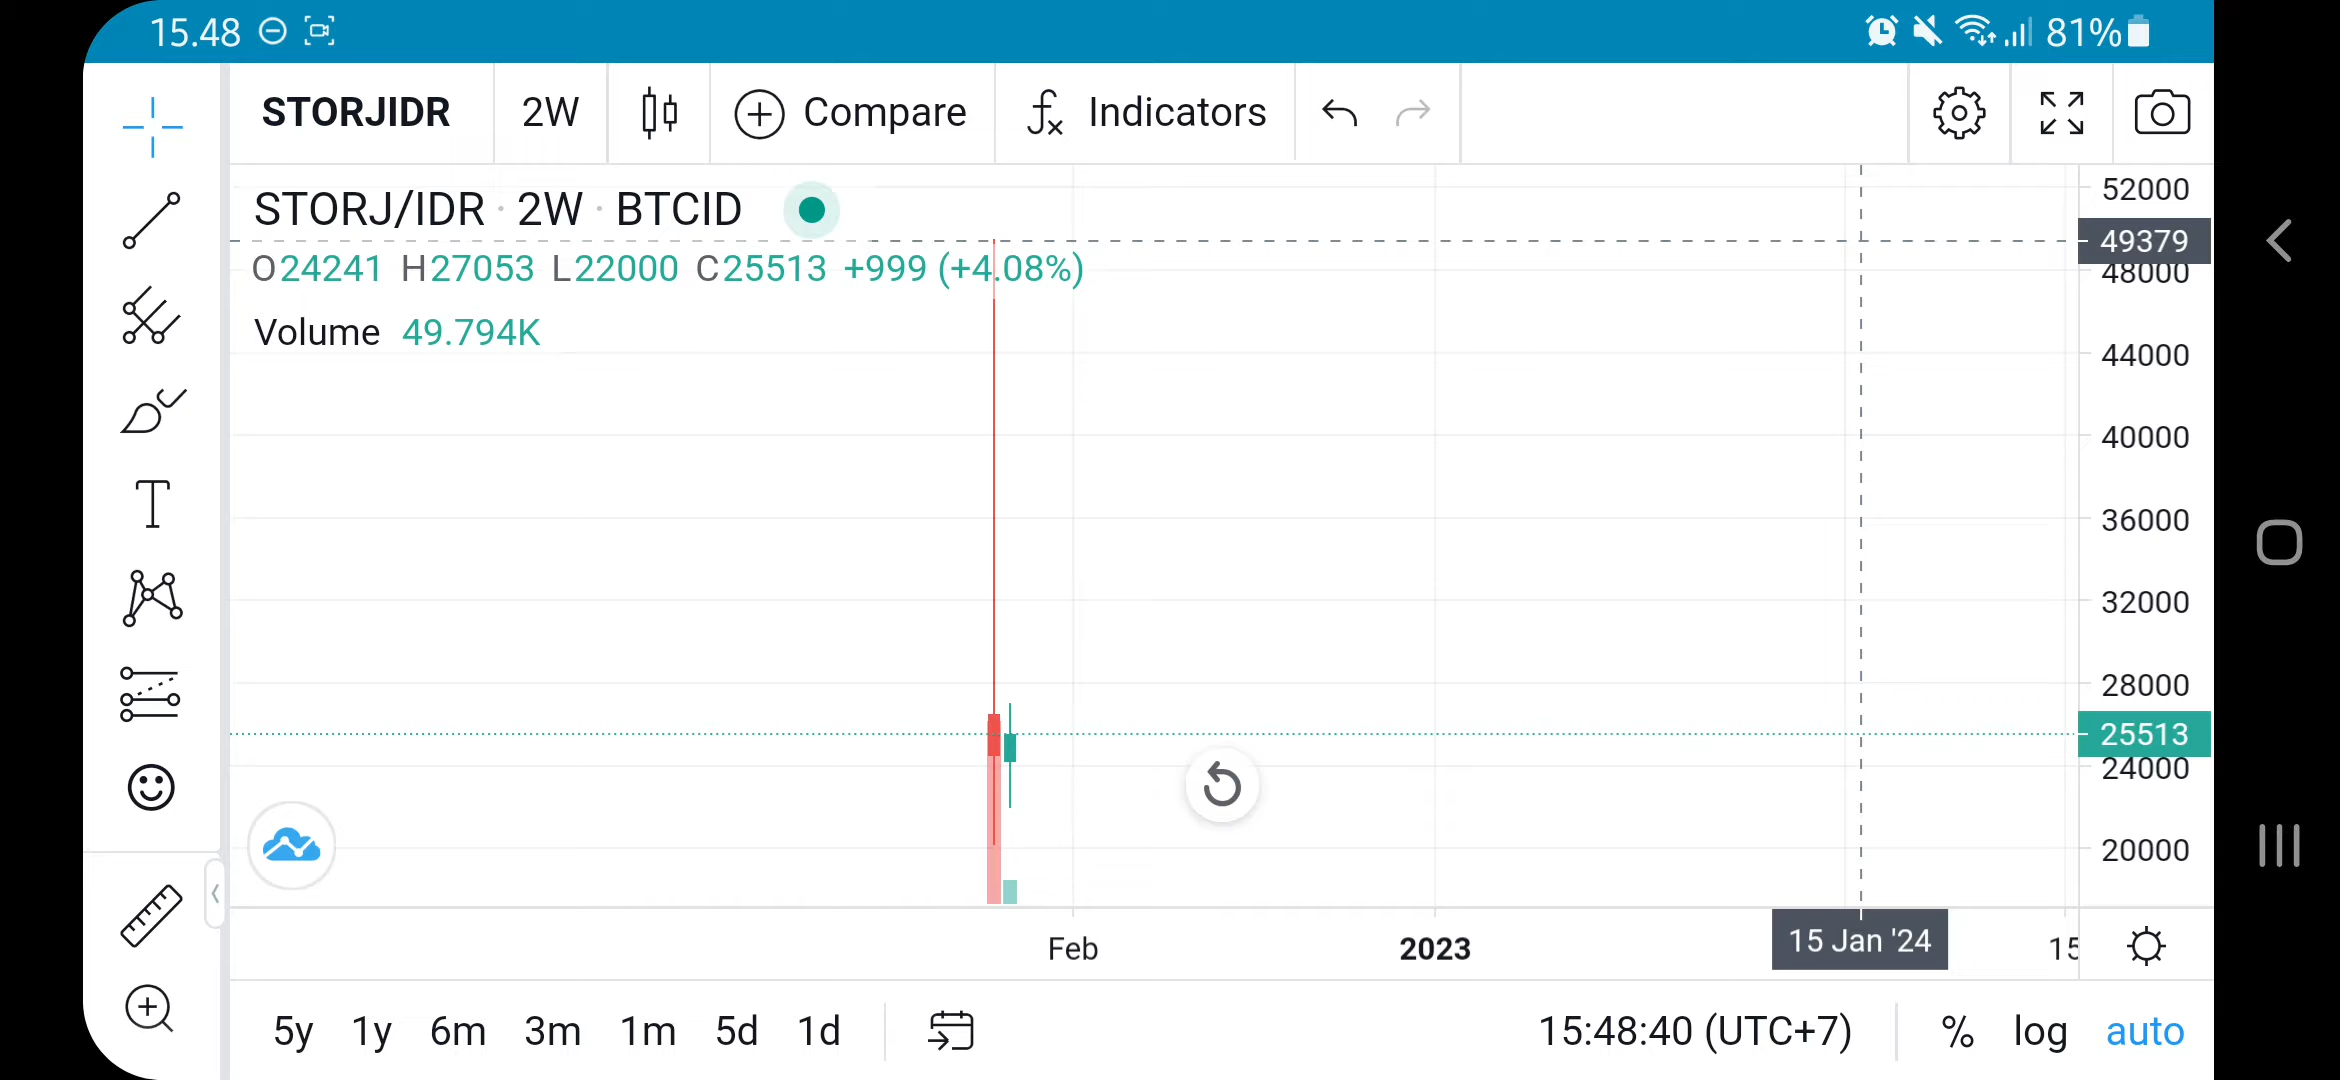 15.48
81%
STORJIDR 2W Compare Indicators
STORJ/IDR · 2W · BTCID
O24241 H27053 L22000 C25513 +999 (+4.08%)
Volume 49.794K
52000
49379
48000
44000
40000
36000
32000
28000
25513
24000
20000
Feb 2023 15 Jan '24 15
5y 1y 6m 3m 1m 5d 1d 15:48:40 (UTC+7) % log auto